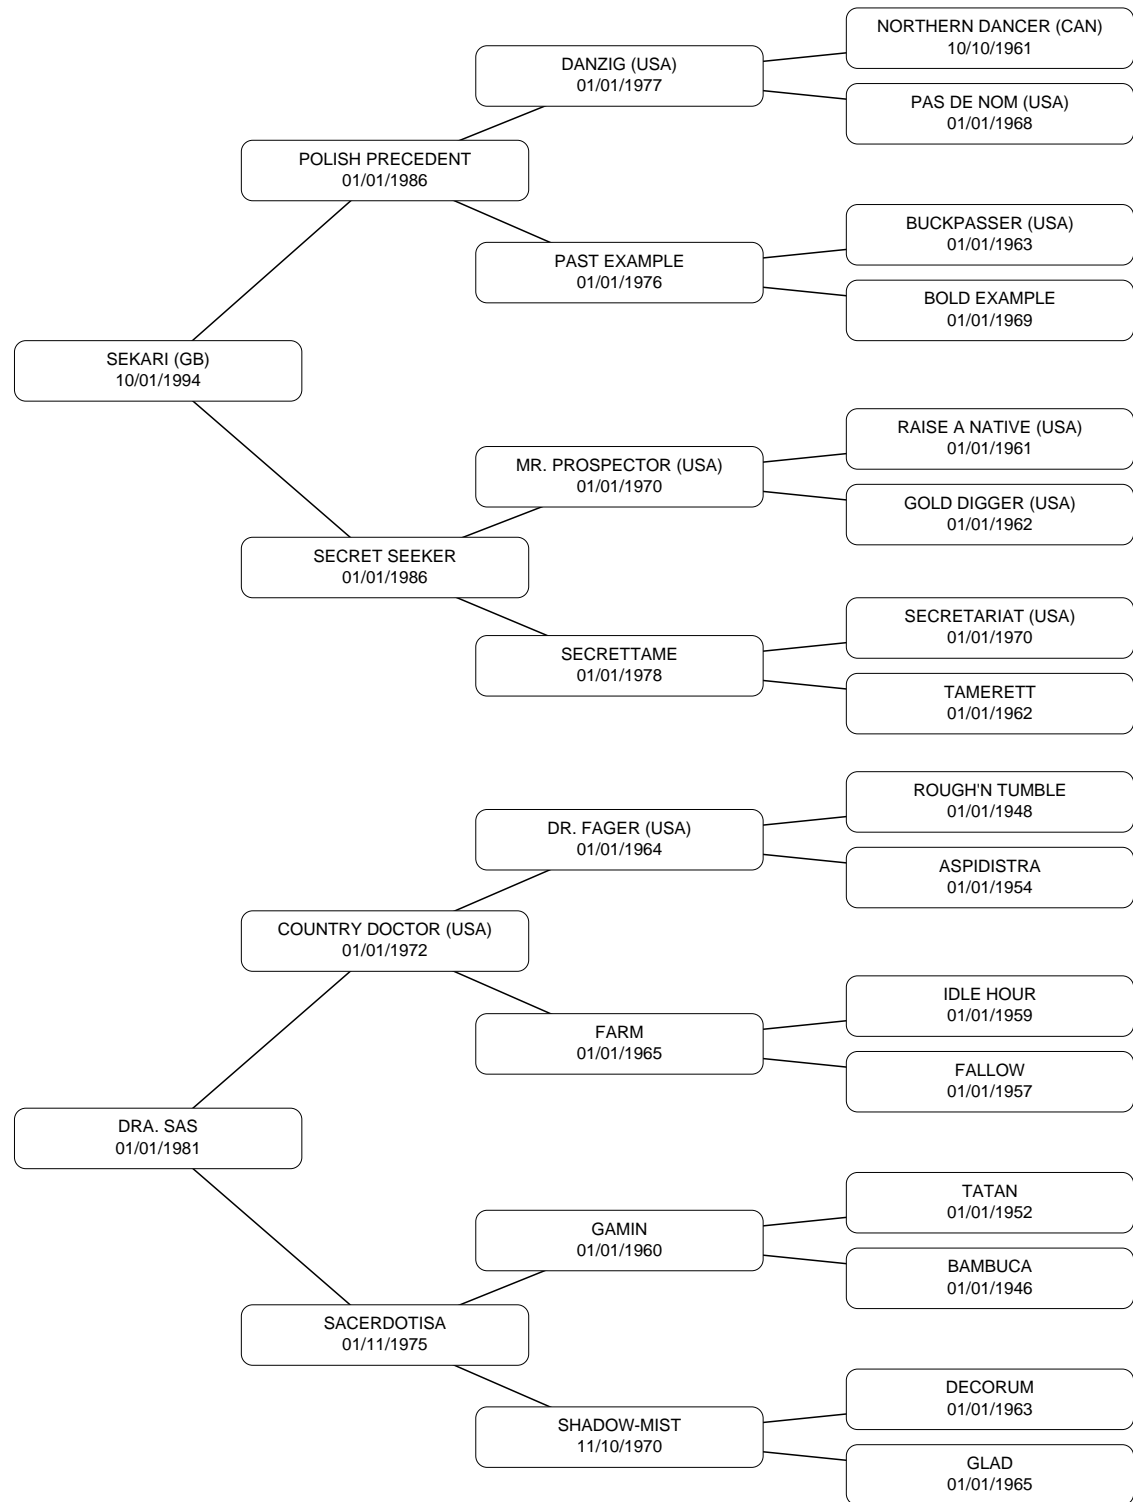 NORTHERN DANCER (CAN)
10/10/1961
DANZIG (USA)
01/01/1977
PAS DE NOM (USA)
01/01/1968
POLISH PRECEDENT
01/01/1986
BUCKPASSER (USA)
01/01/1963
PAST EXAMPLE
01/01/1976
BOLD EXAMPLE
01/01/1969
SEKARI (GB)
10/01/1994
RAISE A NATIVE (USA)
01/01/1961
MR. PROSPECTOR (USA)
01/01/1970
GOLD DIGGER (USA)
01/01/1962
SECRET SEEKER
01/01/1986
SECRETARIAT (USA)
01/01/1970
SECRETTAME
01/01/1978
TAMERETT
01/01/1962
ROUGH'N TUMBLE
01/01/1948
DR. FAGER (USA)
01/01/1964
ASPIDISTRA
01/01/1954
COUNTRY DOCTOR (USA)
01/01/1972
IDLE HOUR
01/01/1959
FARM
01/01/1965
FALLOW
01/01/1957
DRA. SAS
01/01/1981
TATAN
01/01/1952
GAMIN
01/01/1960
BAMBUCA
01/01/1946
SACERDOTISA
01/11/1975
DECORUM
01/01/1963
SHADOW-MIST
11/10/1970
GLAD
01/01/1965